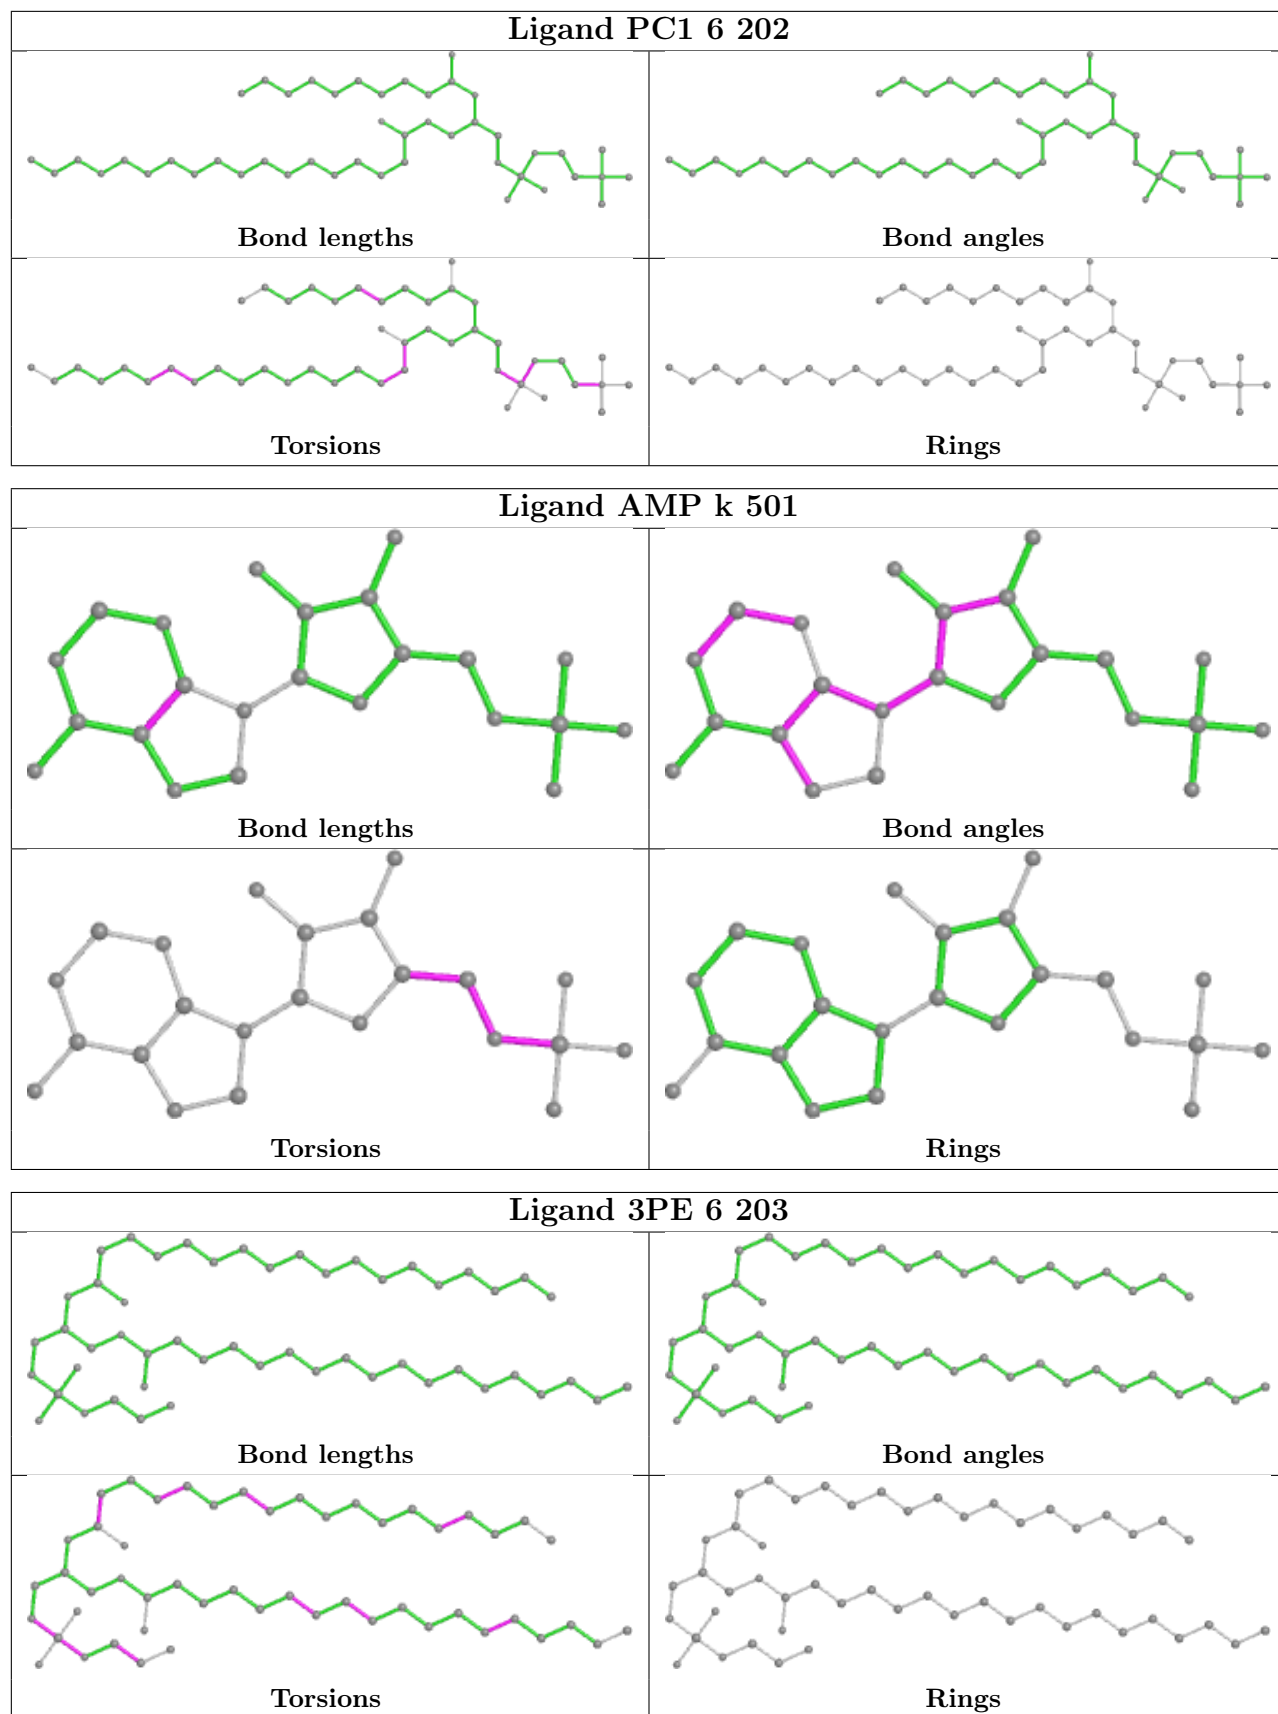 Ligand PC1 6 202
Bond lengths
Bond angles
Torsions
Rings
Ligand AMP k 501
Bond lengths
Bond angles
Torsions
Rings
Ligand 3PE 6 203
Bond lengths
Bond angles
Torsions
Rings